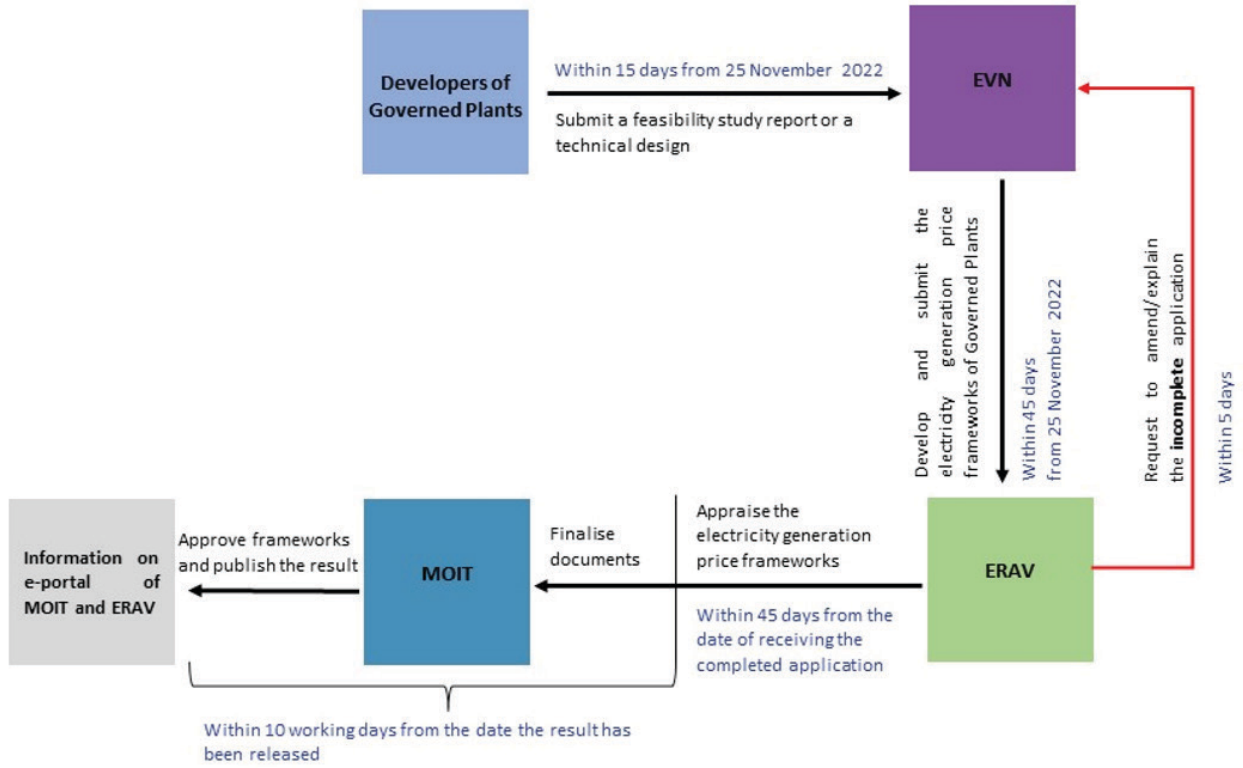 Developers of
Governed Plants
Within 15 days from 25 November 2022
Submit a feasibility study report or a
technical design
EVN
Develop and submit the
electricity generation price
frameworks of Governed Plants
Within 45 days
from 25 November 2022
Request to amend/explain
the incomplete application
Within 5 days
Information on
e-portal of
MOIT and ERAV
Approve frameworks
and publish the result
MOIT
Finalise
documents
Appraise the
electricity generation
price frameworks
Within 45 days from the
date of receiving the
completed application
ERAV
Within 10 working days from the date the result has
been released